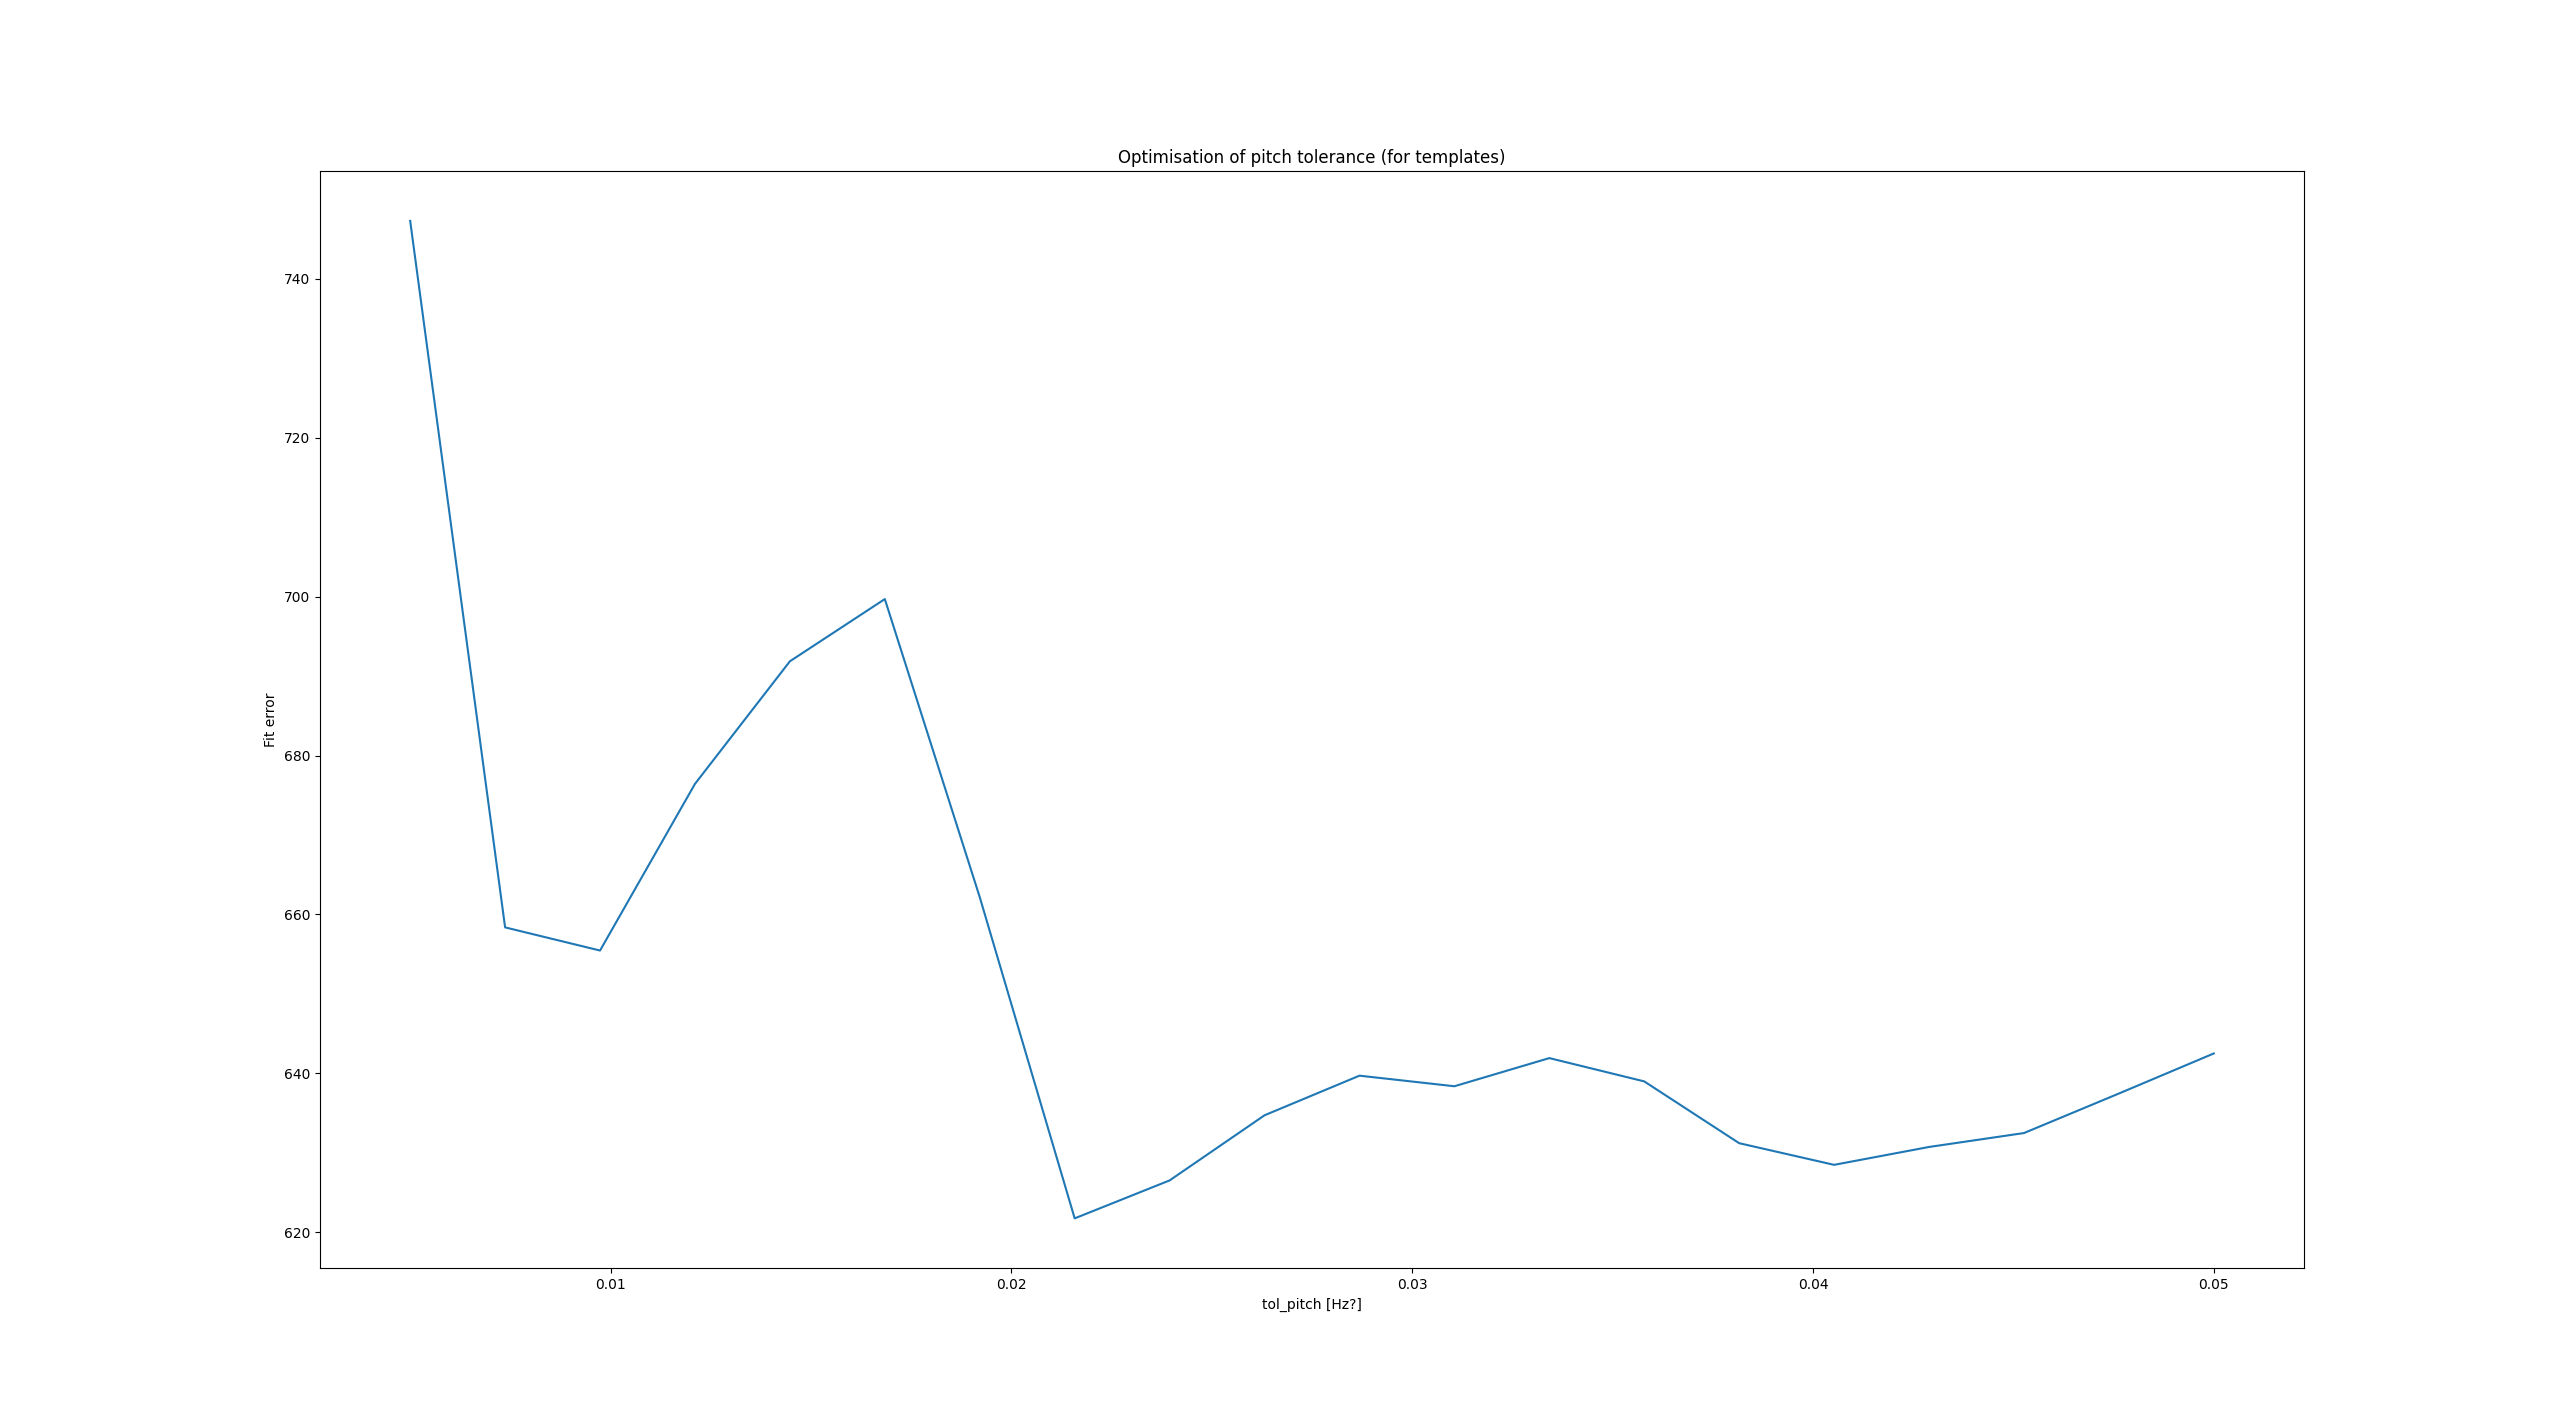 Optimisation of pitch tolerance (for templates)
740
720
700
680
660
640
620
Fit error
0.01 0.02 0.03 0.04 0.05
tol_pitch [Hz?]